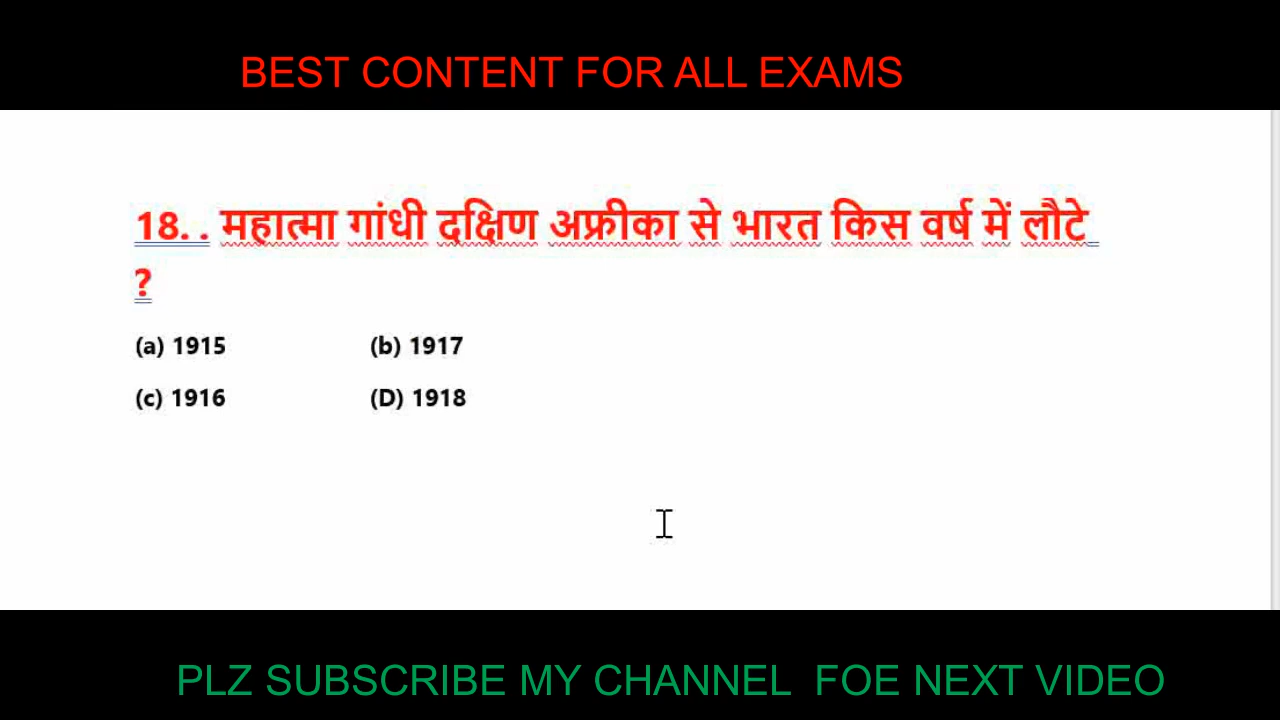 BEST CONTENT FOR ALL EXAMS
18. . महात्मा गांधी दक्षिण अफ्रीका से भारत किस वर्ष में लौटे
?
(a) 1915 (b) 1917
(c) 1916 (D) 1918
PLZ SUBSCRIBE MY CHANNEL FOE NEXT VIDEO